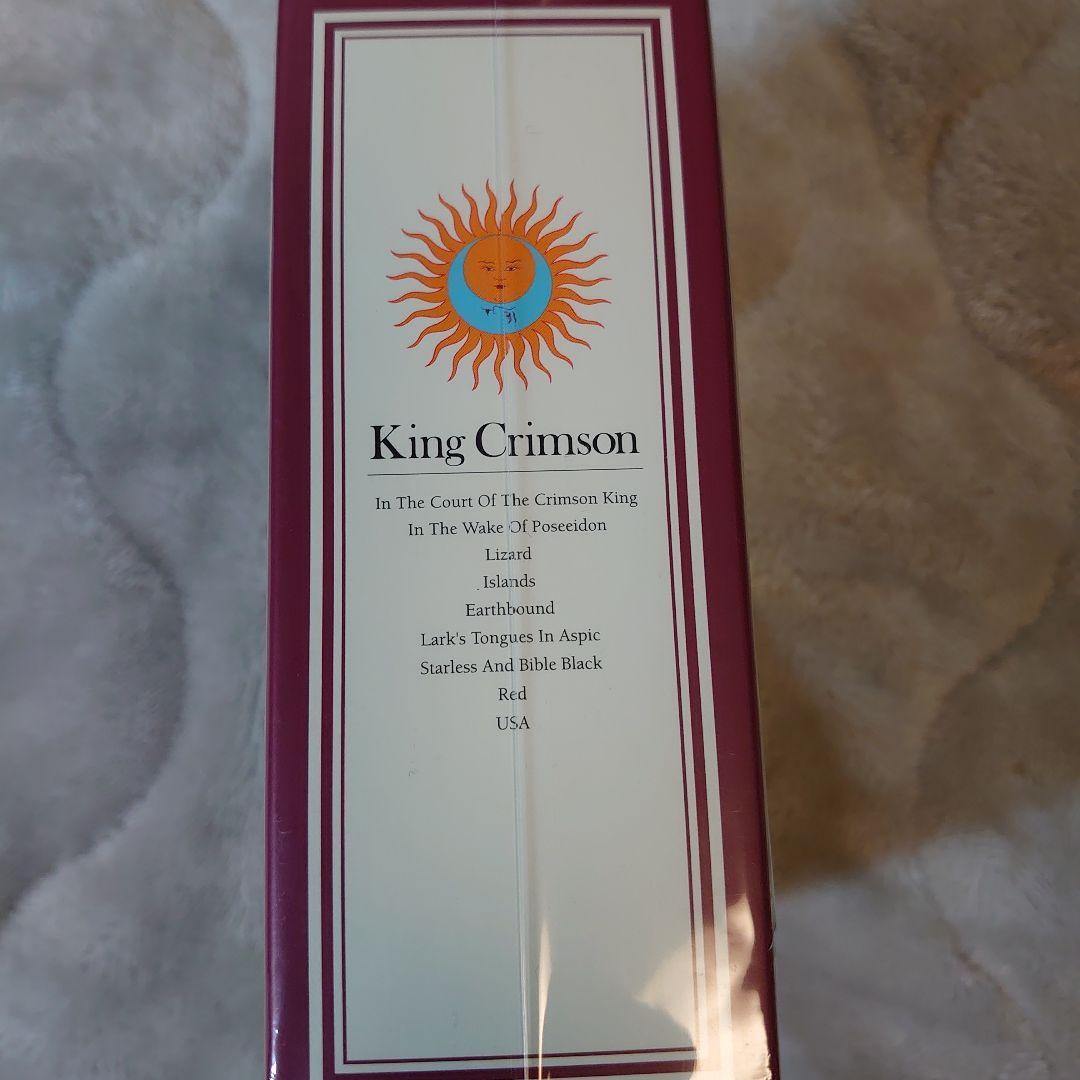 King Crimson
In The Court Of The Crimson King
In The Wake Of Poseeidon
Lizard
Islands
Earthbound
Lark's Tongues In Aspic
Starless And Bible Black
Red
USA